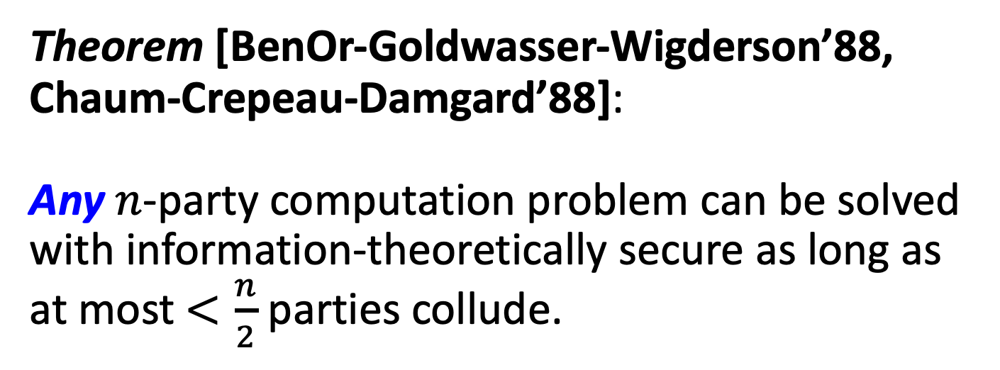 Theorem [BenOr-Goldwasser-Wigderson’88,
Chaum-Crepeau-Damgard’88]:
Any n-party computation problem can be solved
with information-theoretically secure as long as
at most < n/2 parties collude.